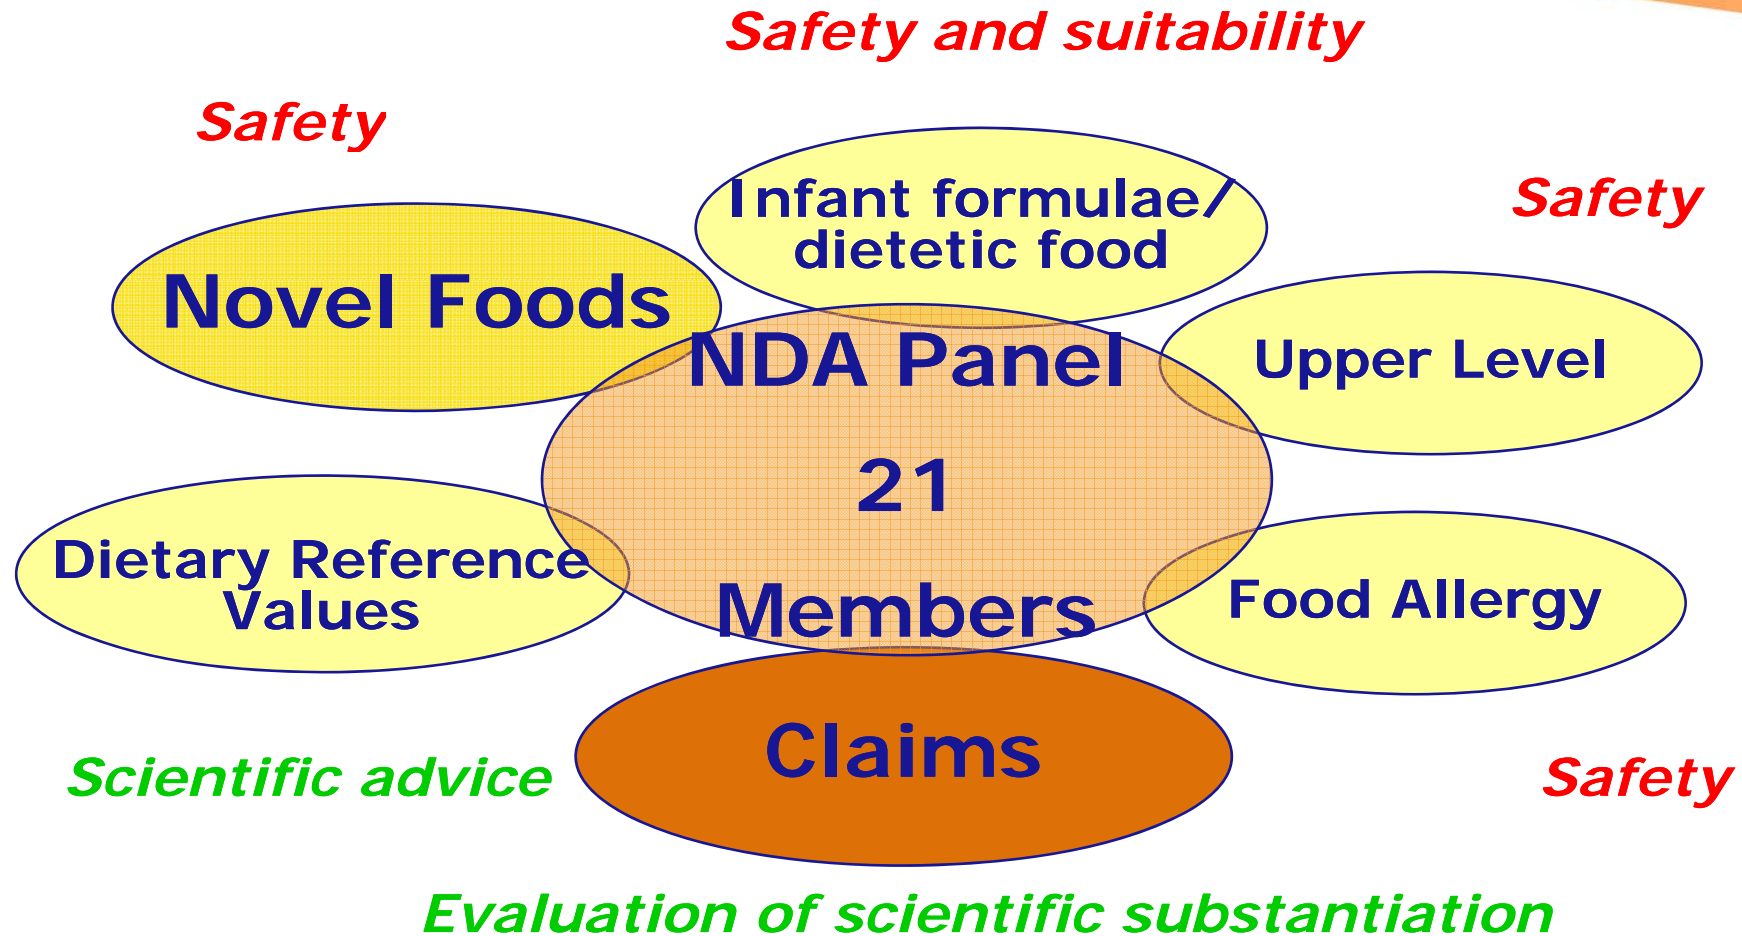 Safety and suitability
Safety
Infant formulae/
dietetic food
Safety
Novel Foods
NDA Panel
21
Members
Upper Level
Dietary Reference
Values
Food Allergy
Claims
Scientific advice
Safety
Evaluation of scientific substantiation